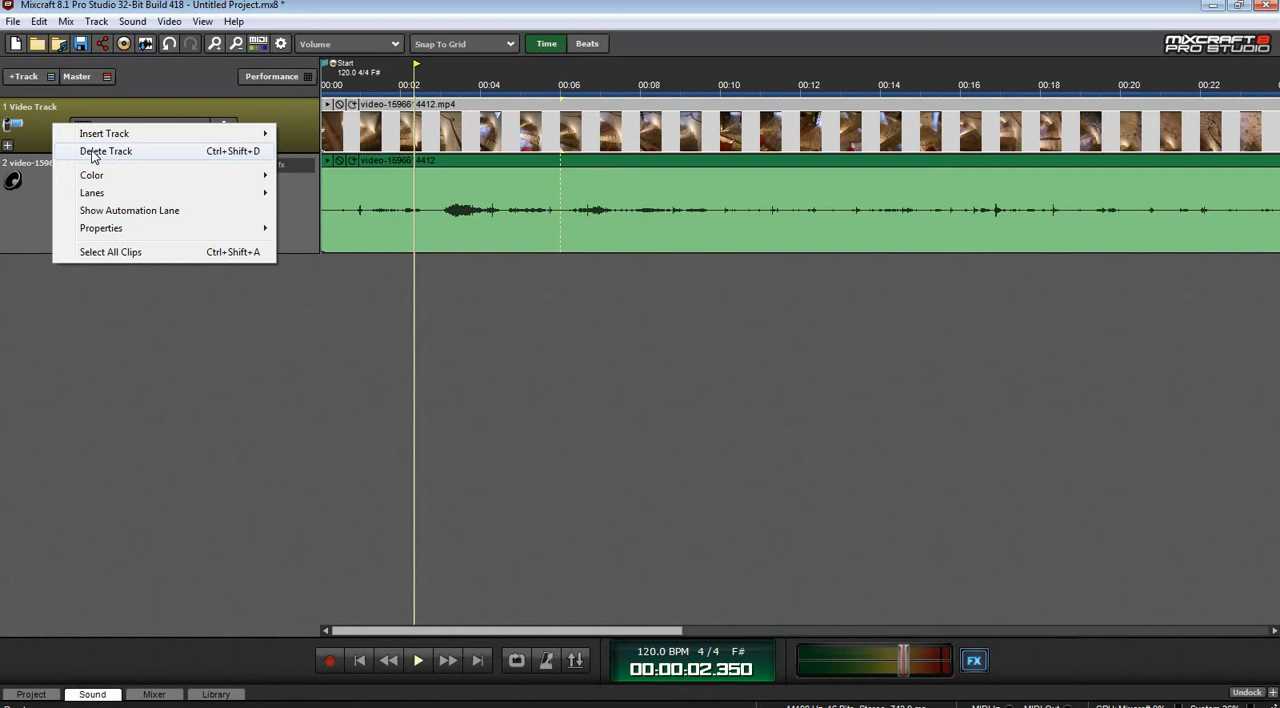 Mixcraft 8.1 Pro Studio 32-Bit Build 418 - Untitled Project.mx8 *
File Edit Mix Track Sound Video View Help
Volume Snap To Grid Time Beats MIXCRAFT 8 PRO STUDIO
+Track Master Performance
Start
120.0 4/4 F#
00:00 00:02 00:04 00:06 00:08 00:10 00:12 00:14 00:16 00:18 00:20 00:22
1 Video Track
video-15966 4412.mp4
Insert Track
Delete Track Ctrl+Shift+D
2 video-1596
fx
4412
Color
Lanes
Show Automation Lane
Properties
Select All Clips Ctrl+Shift+A
120.0 BPM 4 / 4 F#
00:00:02.350
FX
Project Sound Mixer Library
Undock